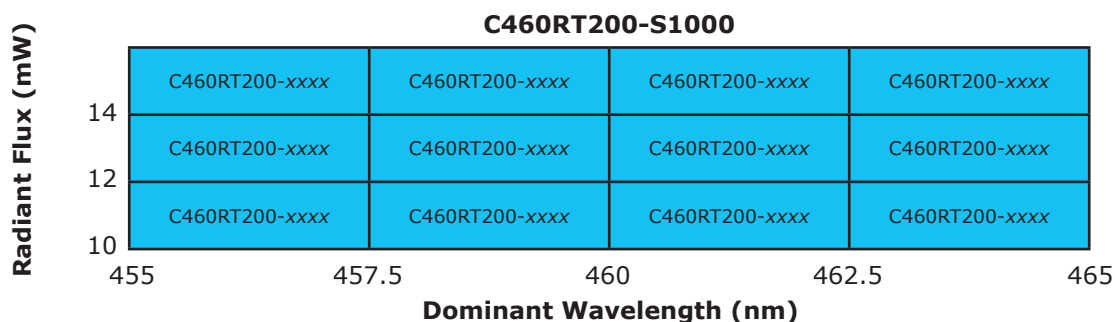 C460RT200-S1000
Radiant Flux (mW)
C460RT200-xxxx C460RT200-xxxx C460RT200-xxxx C460RT200-xxxx
14
C460RT200-xxxx C460RT200-xxxx C460RT200-xxxx C460RT200-xxxx
12
C460RT200-xxxx C460RT200-xxxx C460RT200-xxxx C460RT200-xxxx
10
455 457.5 460 462.5 465
Dominant Wavelength (nm)